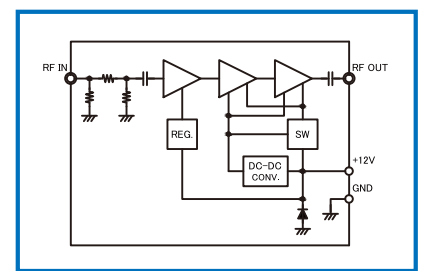 RF IN
RF OUT
REG.
SW
+12V
DC-DC
CONV.
GND